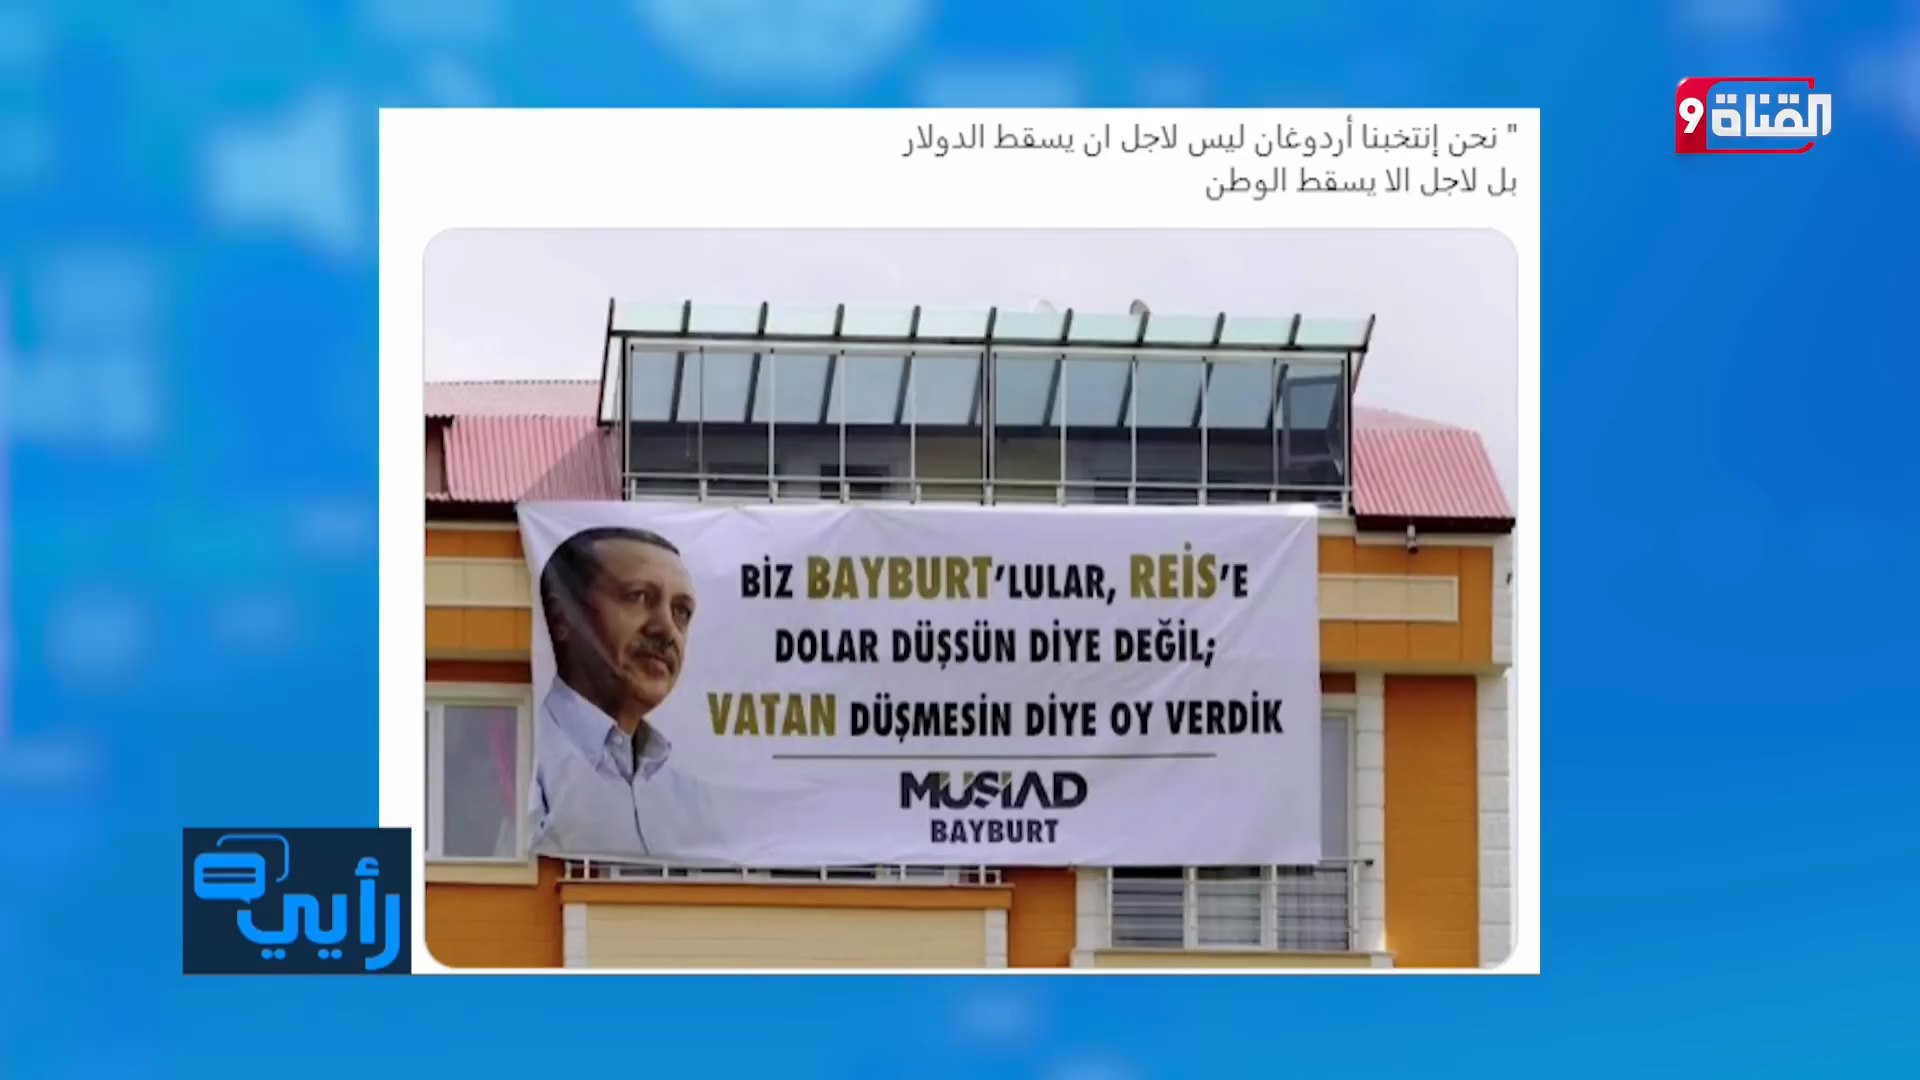 القناة 9
" نحن إنتخبنا أردوغان ليس لاجل ان يسقط الدولار
بل لاجل الا يسقط الوطن
BİZ BAYBURT'LULAR, REİS'E
DOLAR DÜŞSÜN DİYE DEĞİL;
VATAN DÜŞMESİN DİYE OY VERDİK
MÜSİAD
BAYBURT
رأيي